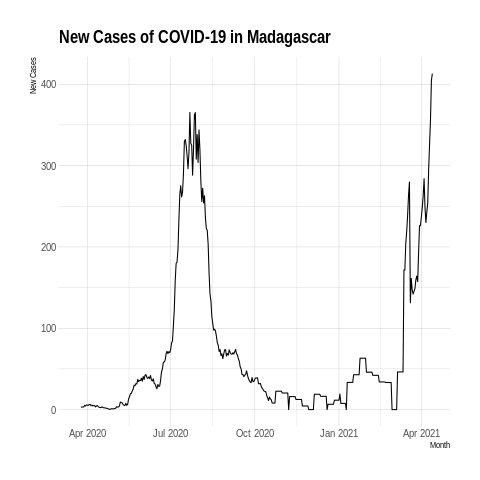 New Cases of COVID-19 in Madagascar
New Cases
400
300
200
100
0
Apr 2020 Jul 2020 Oct 2020 Jan 2021 Apr 2021
Month